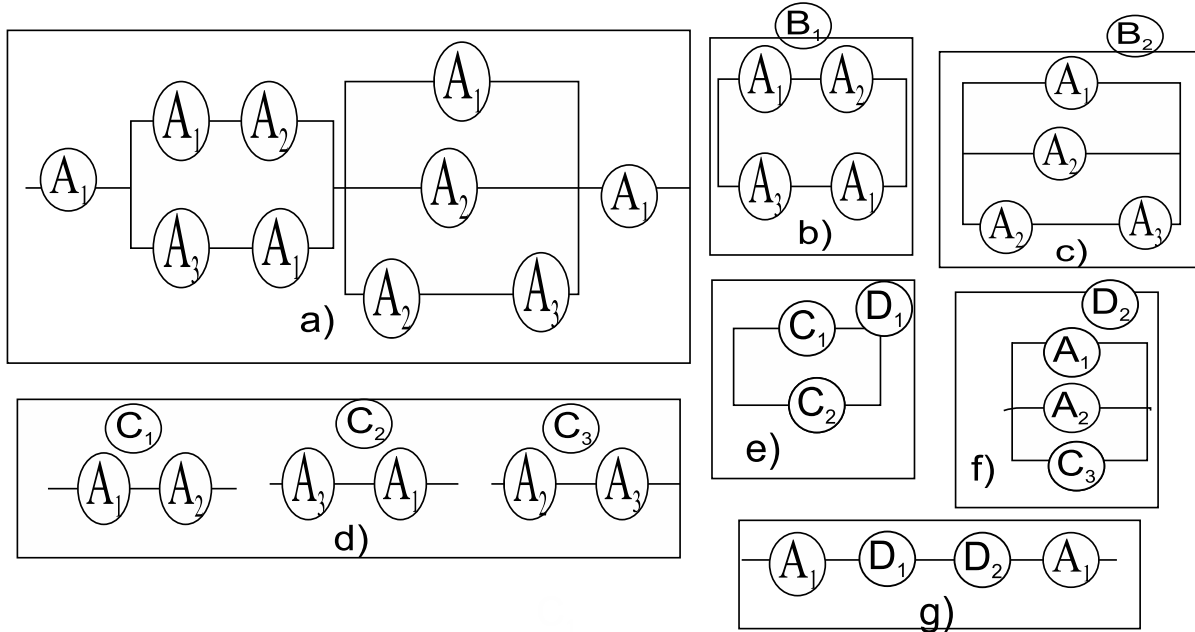 A₁ A₁ A₂ A₃ A₁ A₁ A₂ A₂ A₃ A₁
a)
B₁
A₁ A₂
A₃ A₁
b)
B₂
A₁
A₂
A₂ A₃
c)
C₁ C₂ C₃
A₁ A₂ A₃ A₁ A₂ A₃
d)
D₁
C₁
C₂
e)
D₂
A₁
A₂
C₃
f)
A₁ D₁ D₂ A₁
g)